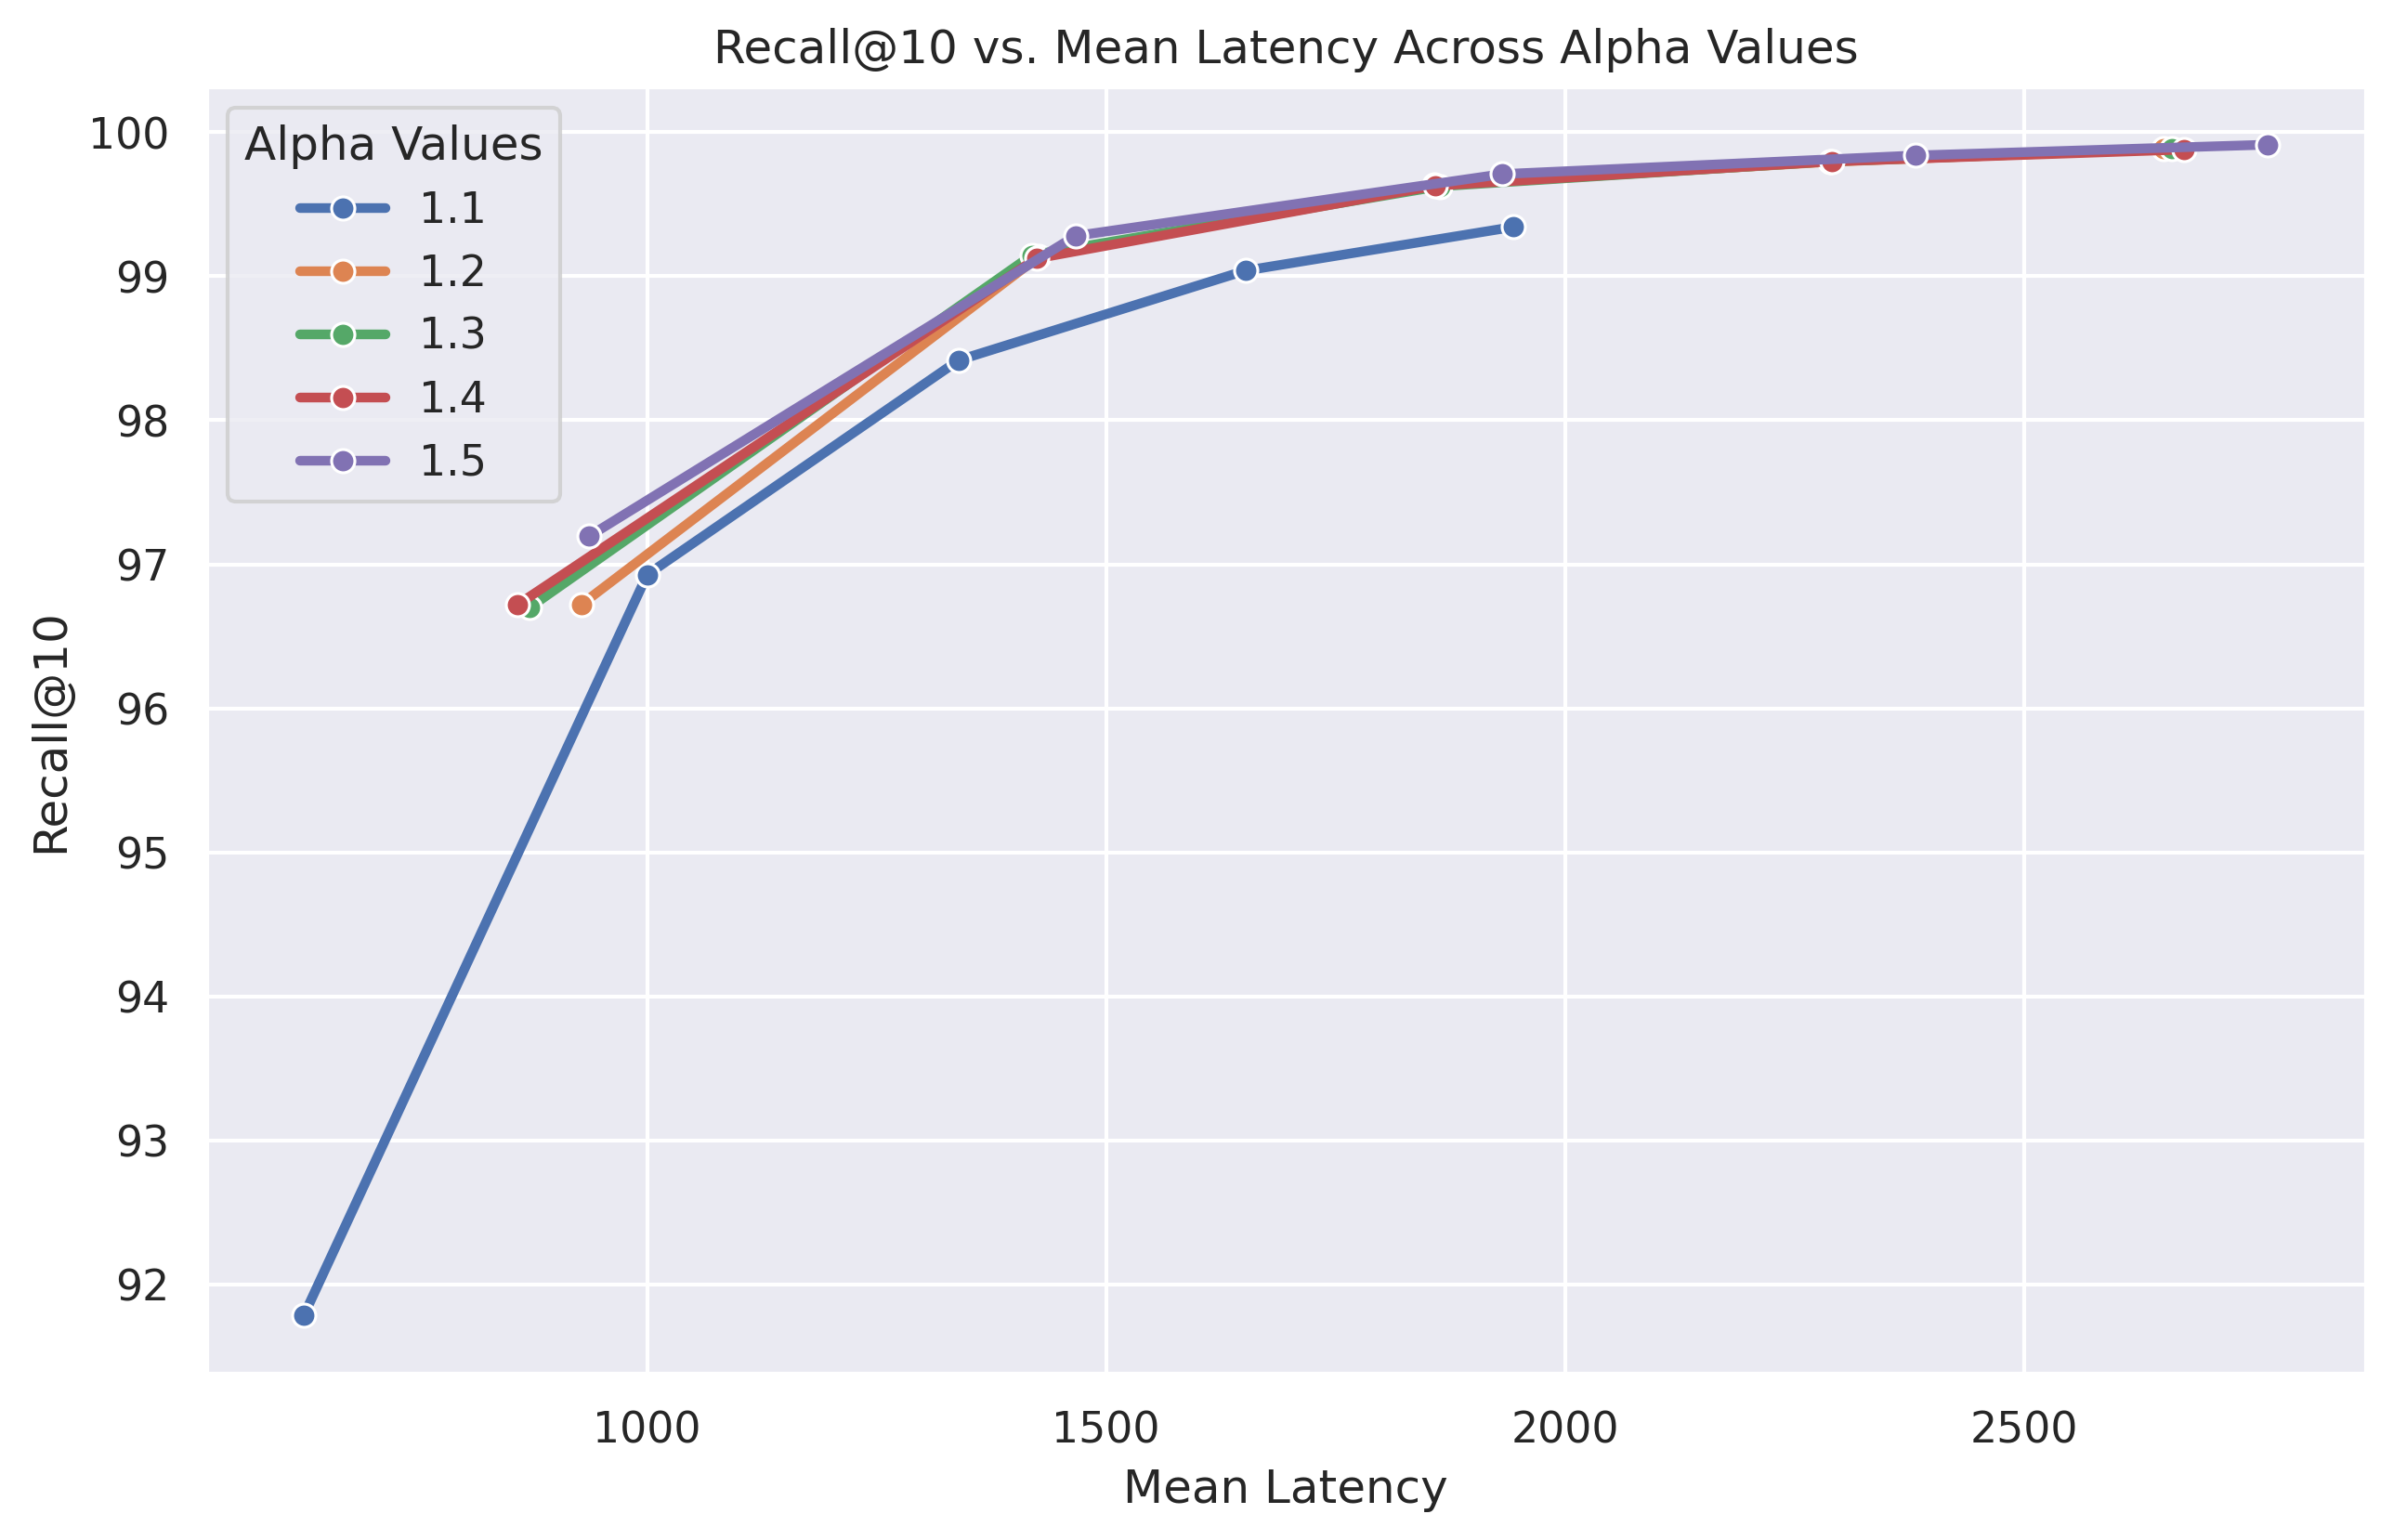 Recall@10 vs. Mean Latency Across Alpha Values
Alpha Values
1.1
1.2
1.3
1.4
1.5
100
99
98
97
96
95
94
93
92
Recall@10
1000 1500 2000 2500
Mean Latency